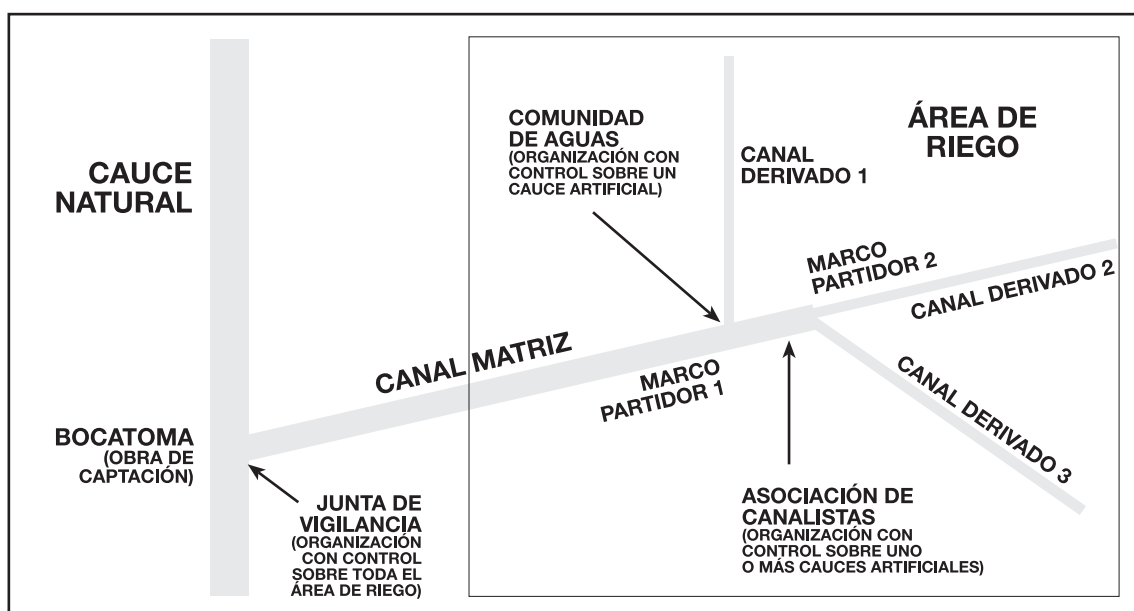 CAUCE
NATURAL
BOCATOMA
(OBRA DE
CAPTACIÓN)
JUNTA DE
VIGILANCIA
(ORGANIZACIÓN
CON CONTROL
SOBRE TODA EL
ÁREA DE RIEGO)
CANAL MATRIZ
COMUNIDAD
DE AGUAS
(ORGANIZACIÓN CON
CONTROL SOBRE UN
CAUCE ARTIFICIAL)
CANAL
DERIVADO 1
ÁREA DE
RIEGO
MARCO
PARTIDOR 2
CANAL DERIVADO 2
MARCO
PARTIDOR 1
CANAL DERIVADO 3
ASOCIACIÓN DE
CANALISTAS
(ORGANIZACIÓN CON
CONTROL SOBRE UNO
O MÁS CAUCES ARTIFICIALES)